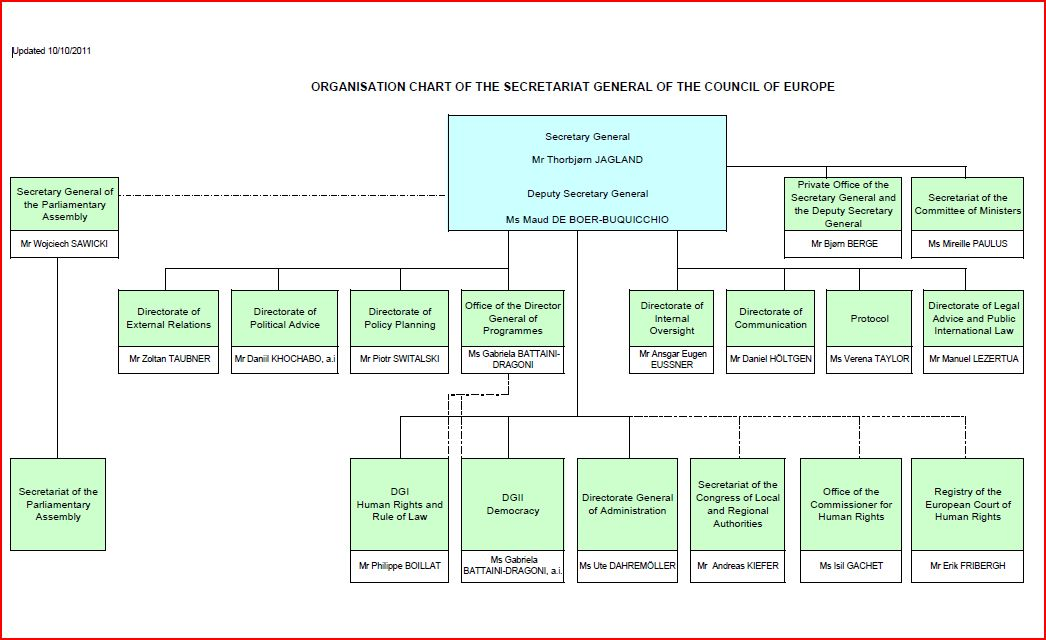 Updated 10/10/2011
ORGANISATION CHART OF THE SECRETARIAT GENERAL OF THE COUNCIL OF EUROPE
Secretary General
Mr Thorbjørn JAGLAND
Deputy Secretary General
Ms Maud DE BOER-BUQUICCHIO
Secretary General of
the Parliamentary
Assembly
Mr Wojciech SAWICKI
Private Office of the
Secretary General and
the Deputy Secretary
General
Mr Bjørn BERGE
Secretariat of the
Committee of Ministers
Ms Mireille PAULUS
Directorate of
External Relations
Mr Zoltan TAUBNER
Directorate of
Political Advice
Mr Daniil KHOCHABO, a.i
Directorate of
Policy Planning
Mr Piotr SWITALSKI
Office of the Director
General of
Programmes
Ms Gabriela BATTAINI-
DRAGONI
Directorate of
Internal
Oversight
Mr Ansgar Eugen
EUSSNER
Directorate of
Communication
Mr Daniel HÖLTGEN
Protocol
Ms Verena TAYLOR
Directorate of Legal
Advice and Public
International Law
Mr Manuel LEZERTUA
Secretariat of the
Parliamentary
Assembly
DGI
Human Rights and
Rule of Law
Mr Philippe BOILLAT
DGII
Democracy
Ms Gabriela
BATTAINI-DRAGONI, a.i.
Directorate General
of Administration
Ms Ute DAHREMÖLLER
Secretariat of the
Congress of Local
and Regional
Authorities
Mr Andreas KIEFER
Office of the
Commissioner for
Human Rights
Ms Isil GACHET
Registry of the
European Court of
Human Rights
Mr Erik FRIBERGH